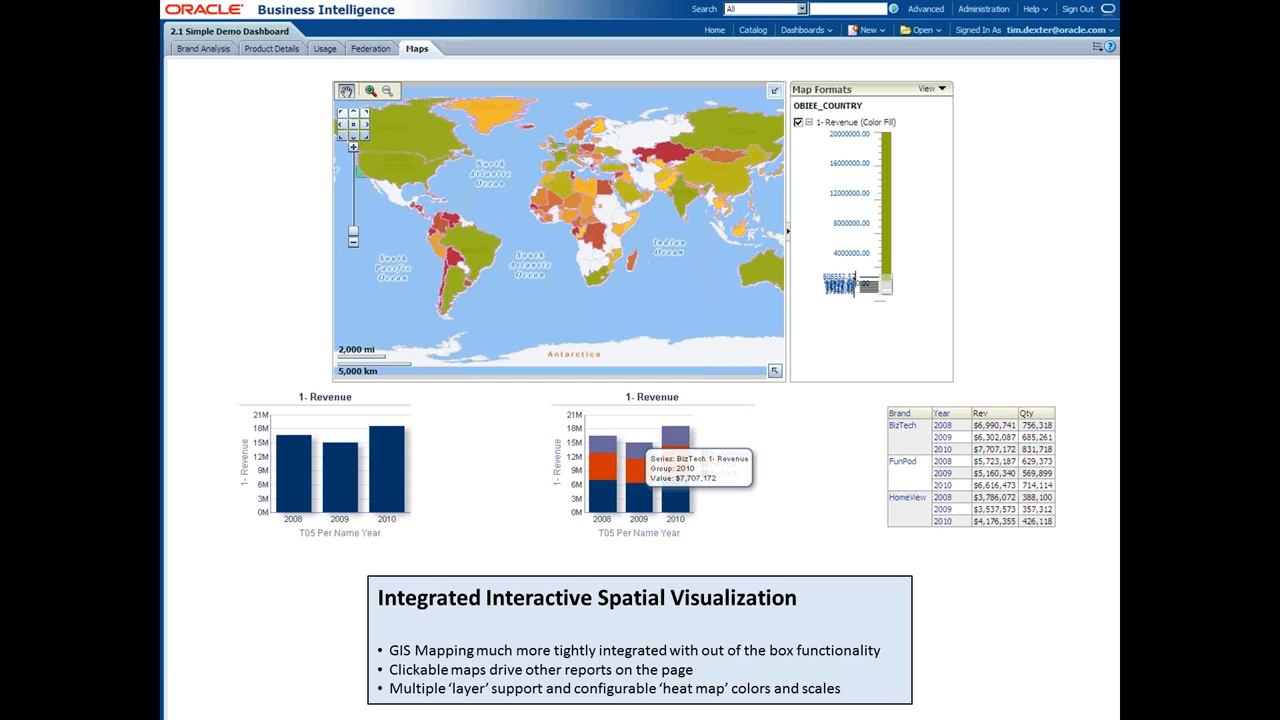 ORACLE Business Intelligence
Search All Advanced Administration Help Sign Out
2.1 Simple Demo Dashboard
Home Catalog Dashboards New Open Signed In As tim.dexter@oracle.com
Brand Analysis Product Details Usage Federation Maps
Map Formats View
OBIEE_COUNTRY
1- Revenue (Color Fill)
20000000.00
16000000.00
12000000.00
8000000.00
4000000.00
North
Atlantic
Ocean
South
Pacific
Ocean
South
Atlantic
Ocean
Indian
Ocean
Antarctica
2,000 mi
5,000 km
1- Revenue
1- Revenue
21M
18M
15M
12M
9M
6M
3M
0M
2008 2009 2010
T05 Per Name Year
1- Revenue
1- Revenue
21M
18M
15M
12M
9M
6M
3M
0M
Series: BizTech 1- Revenue
Group: 2010
Value: $7,707,172
2008 2009 2010
T05 Per Name Year
Brand Year Rev Qty
BizTech 2008 $6,990,741 756,318
2009 $6,302,087 685,261
2010 $7,707,172 831,718
FunPod 2008 $5,723,187 629,373
2009 $5,160,340 569,899
2010 $6,616,473 714,114
HomeView 2008 $3,786,072 388,100
2009 $3,537,573 357,312
2010 $4,176,355 426,118
Integrated Interactive Spatial Visualization
• GIS Mapping much more tightly integrated with out of the box functionality
• Clickable maps drive other reports on the page
• Multiple ‘layer’ support and configurable ‘heat map’ colors and scales